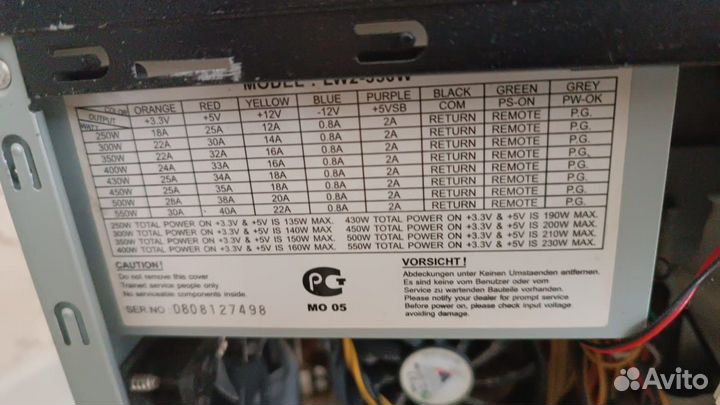 MODEL : LW2-550W
COLOR ORANGE RED YELLOW BLUE PURPLE BLACK GREEN GREY
OUTPUT WATTS +3.3V +5V +12V -12V +5VSB COM PS-ON PW-OK
250W 18A 25A 12A 0.8A 2A RETURN REMOTE P.G.
300W 22A 30A 14A 0.8A 2A RETURN REMOTE P.G.
350W 22A 32A 16A 0.8A 2A RETURN REMOTE P.G.
400W 24A 33A 16A 0.8A 2A RETURN REMOTE P.G.
430W 25A 34A 18A 0.8A 2A RETURN REMOTE P.G.
450W 25A 35A 18A 0.8A 2A RETURN REMOTE P.G.
500W 28A 38A 20A 0.8A 2A RETURN REMOTE P.G.
550W 30A 40A 22A 0.8A 2A RETURN REMOTE P.G.
250W TOTAL POWER ON +3.3V & +5V IS 135W MAX. 430W TOTAL POWER ON +3.3V & +5V IS 190W MAX.
300W TOTAL POWER ON +3.3V & +5V IS 140W MAX 450W TOTAL POWER ON +3.3V & +5V IS 200W MAX.
350W TOTAL POWER ON +3.3V & +5V IS 150W MAX. 500W TOTAL POWER ON +3.3V & +5V IS 210W MAX.
400W TOTAL POWER ON +3.3V & +5V IS 160W MAX. 550W TOTAL POWER ON +3.3V & +5V IS 230W MAX.
CAUTION!
Do not remove this cover
Trained service people only.
No serviceable components inside.
SER.NO :0808127498
РСТ
MO 05
VORSICHT!
Abdeckungen unter Keinen Umstaenden entfernen.
Es sind keine vom Benutzer oder vom
Service zu wartenden Bauteile vorhanden.
Please notify your dealer for prompt service
Before power on, please check input voltage
avoiding damage.
Avito